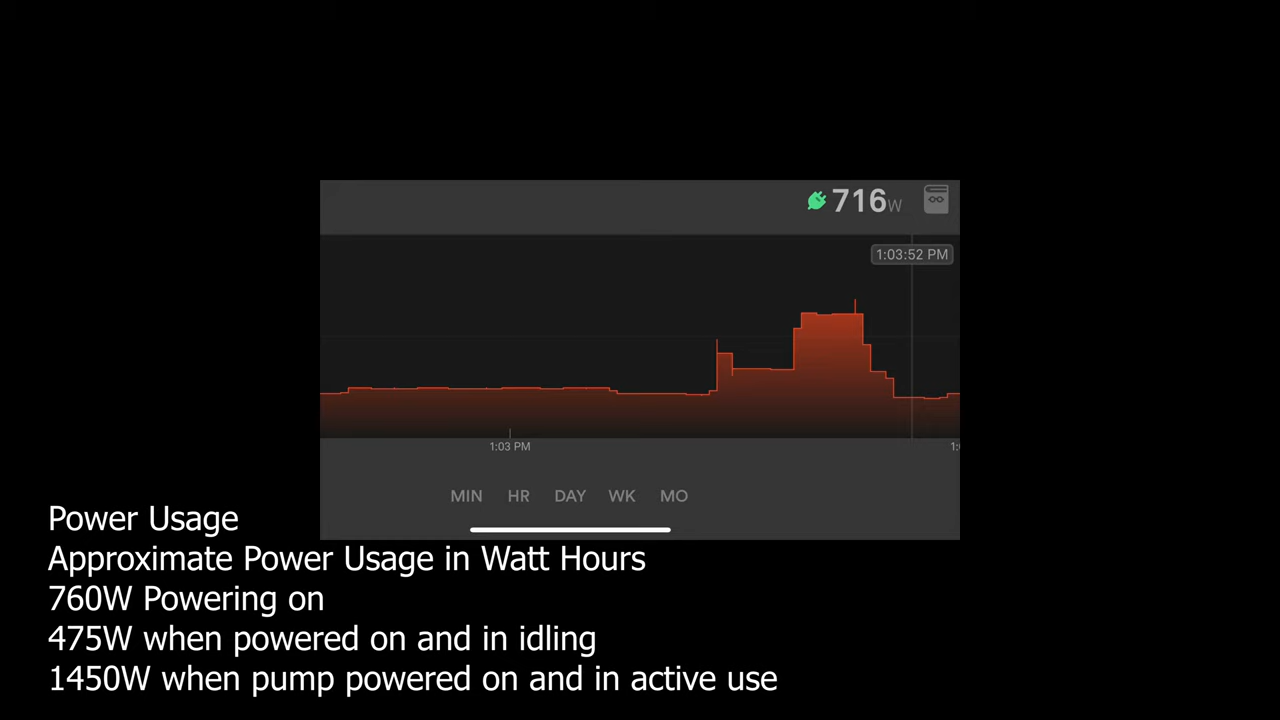 716W
1:03:52 PM
1:03 PM
MIN HR DAY WK MO
Power Usage
Approximate Power Usage in Watt Hours
760W Powering on
475W when powered on and in idling
1450W when pump powered on and in active use